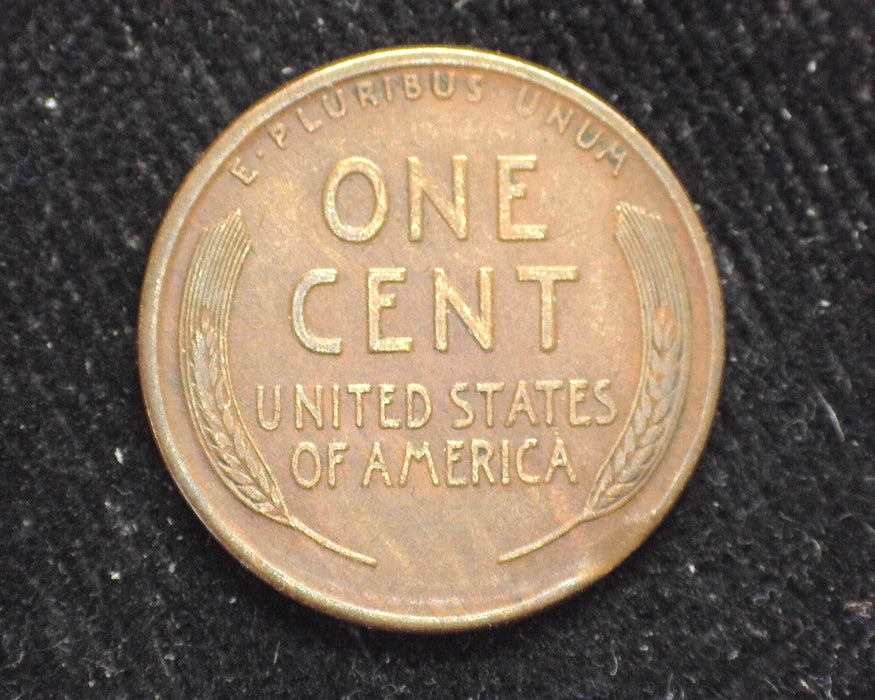 E·PLURIBUS·UNUM
ONE
CENT
UNITED STATES
OF AMERICA